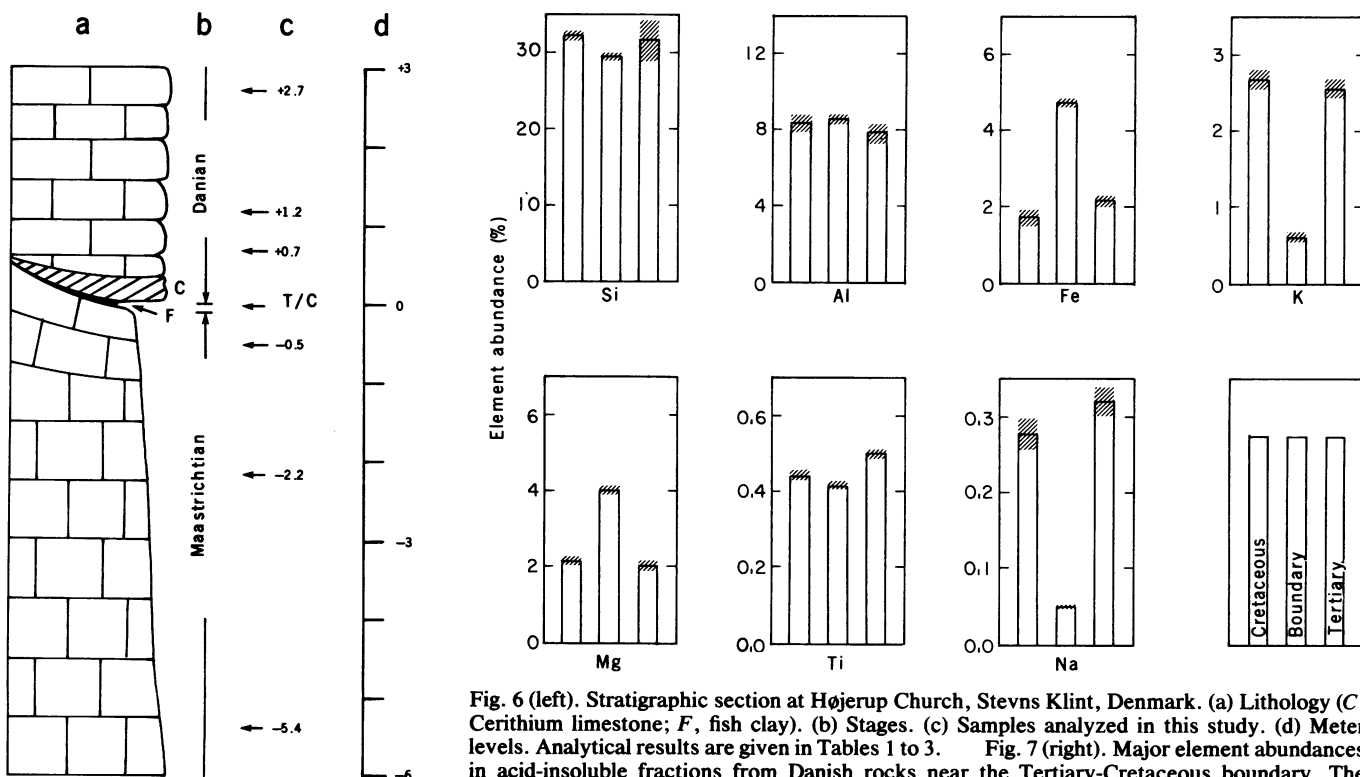 a b c d
+3
+2.7
Danian
+1.2
+0.7
C
T/C
0
F
-0.5
Maastrichtian
-2.2
-3
-5.4
-6
Element abundance (%)
30
20
10
0
Si
12
8
4
0
Al
6
4
2
0
Fe
3
2
1
0
K
6
4
2
0
Mg
0.6
0.4
0.2
0.0
Ti
0.3
0.2
0.1
0.0
Na
Cretaceous
Boundary
Tertiary
Fig. 6 (left). Stratigraphic section at Højerup Church, Stevns Klint, Denmark. (a) Lithology (C
Cerithium limestone; F, fish clay). (b) Stages. (c) Samples analyzed in this study. (d) Meter
levels. Analytical results are given in Tables 1 to 3. Fig. 7 (right). Major element abundances
in acid-insoluble fractions from Danish rocks near the Tertiary-Cretaceous boundary. The